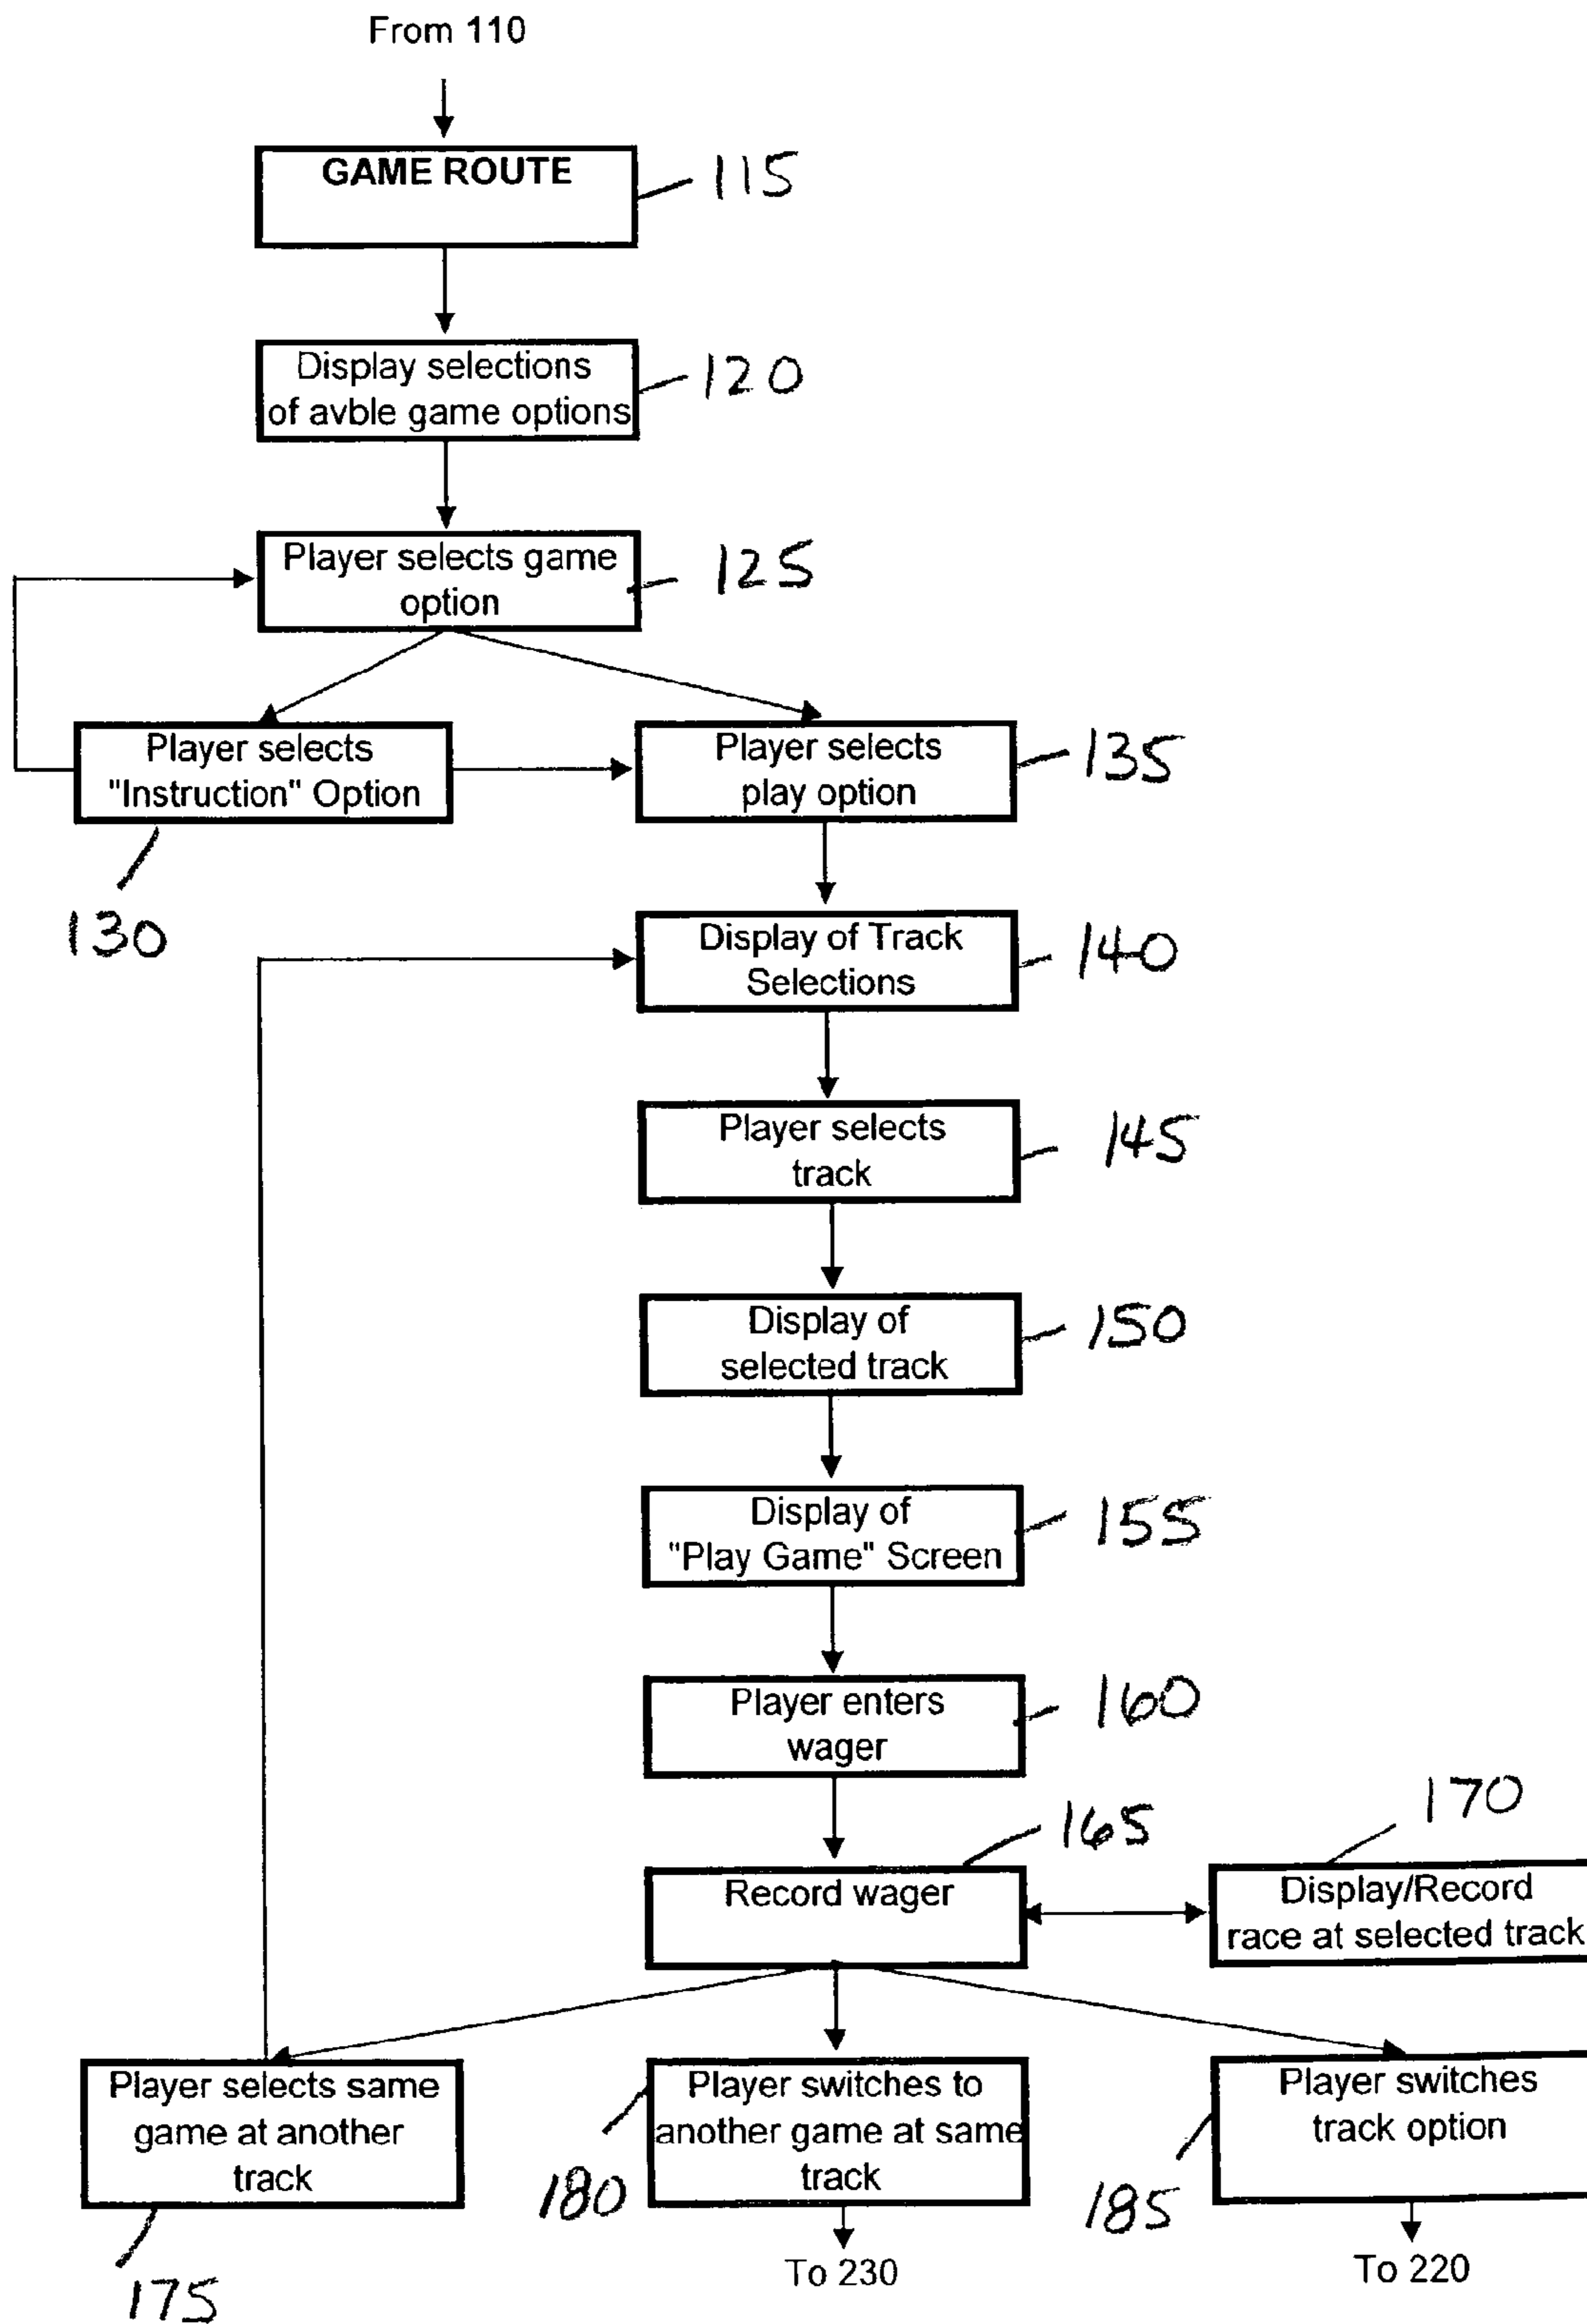 From 110
GAME ROUTE
115
Display selections
of avble game options
120
Player selects game
option
125
Player selects
"Instruction" Option
130
Player selects
play option
135
Display of Track
Selections
140
Player selects
track
145
Display of
selected track
150
Display of
"Play Game" Screen
155
Player enters
wager
160
Record wager
165
Display/Record
race at selected track
170
Player selects same
game at another
track
175
Player switches to
another game at same
track
180
To 230
Player switches
track option
185
To 220